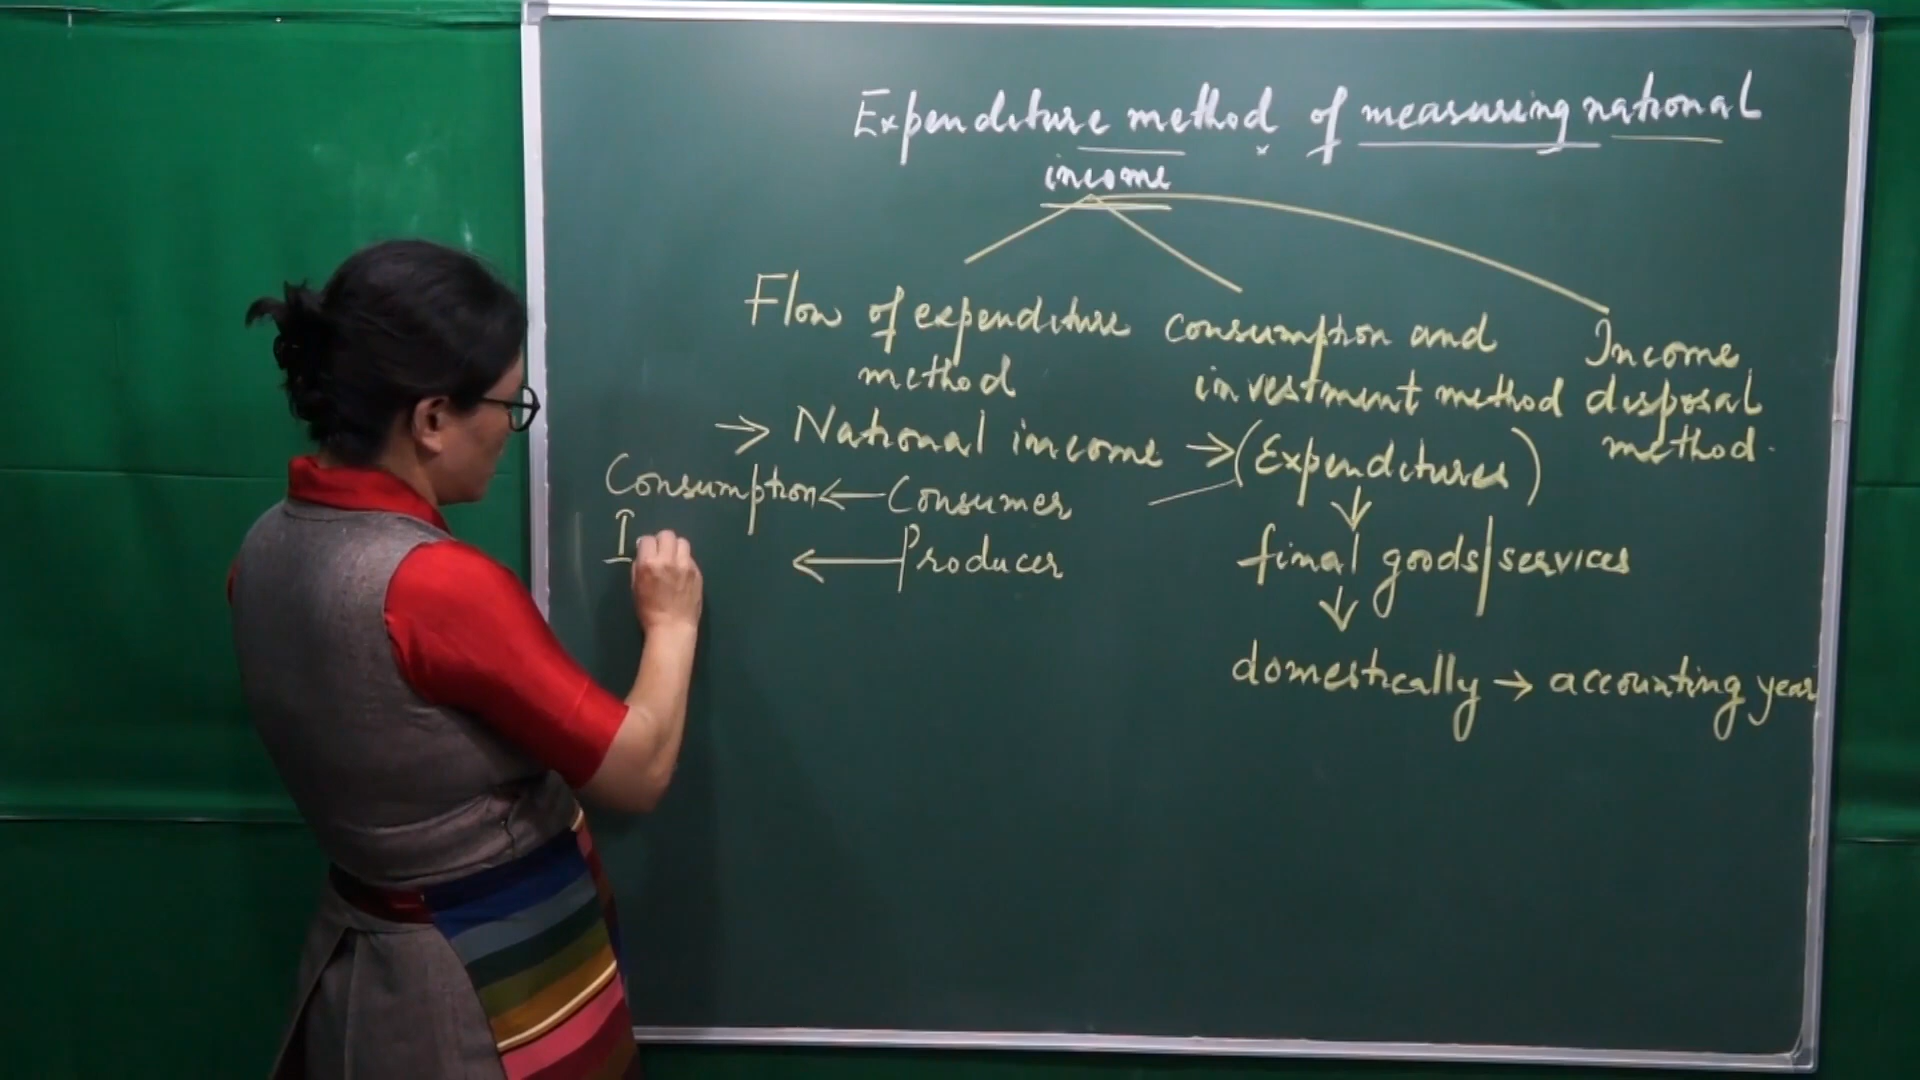 Expenditure method of measuring national
income
Flow of expenditure
method
consumption and
investment method
Income
disposal
method.
→ National income → (Expenditures)
Consumption ← Consumer
← Producer
↓
final goods/services
↓
domestically → accounting year